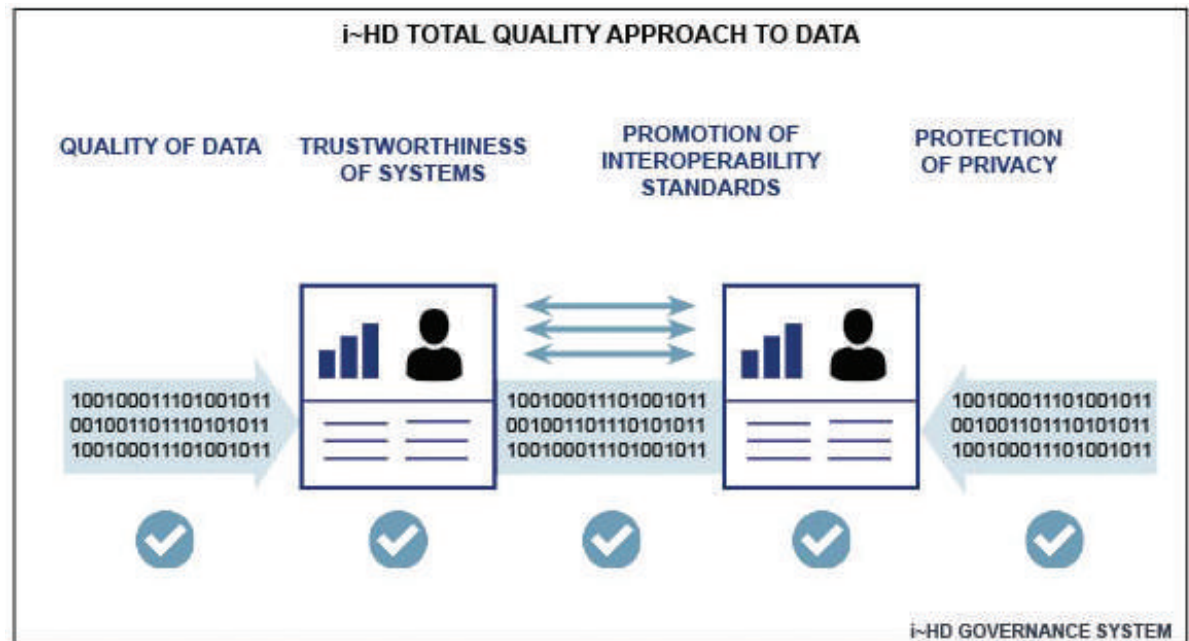 i~HD TOTAL QUALITY APPROACH TO DATA
QUALITY OF DATA
TRUSTWORTHINESS
OF SYSTEMS
PROMOTION OF
INTEROPERABILITY
STANDARDS
PROTECTION
OF PRIVACY
100100011101001011
001001101110101011
100100011101001011
100100011101001011
001001101110101011
100100011101001011
100100011101001011
001001101110101011
100100011101001011
i~HD GOVERNANCE SYSTEM